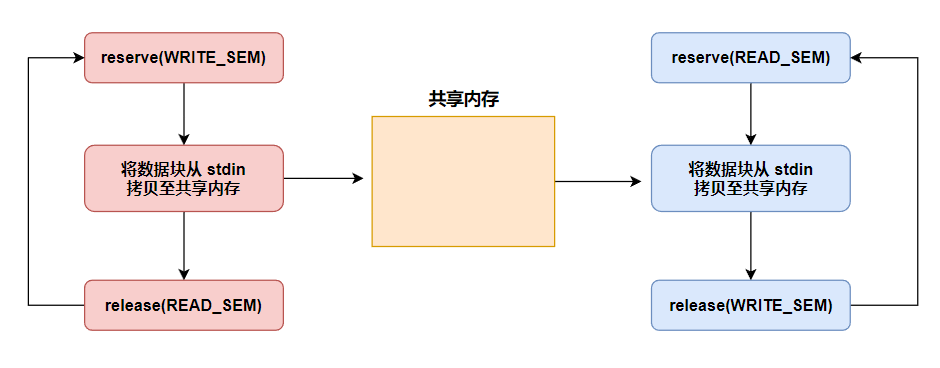 reserve(WRITE_SEM)
将数据块从 stdin
拷贝至共享内存
release(READ_SEM)
共享内存
reserve(READ_SEM)
将数据块从 stdin
拷贝至共享内存
release(WRITE_SEM)